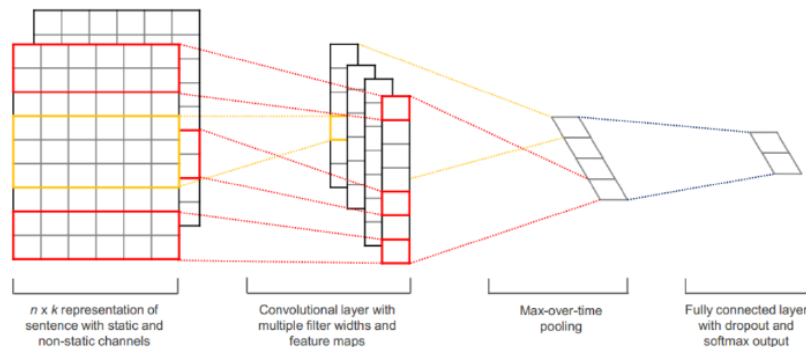 n x k representation of
sentence with static and
non-static channels
Convolutional layer with
multiple filter widths and
feature maps
Max-over-time
pooling
Fully connected layer
with dropout and
softmax output